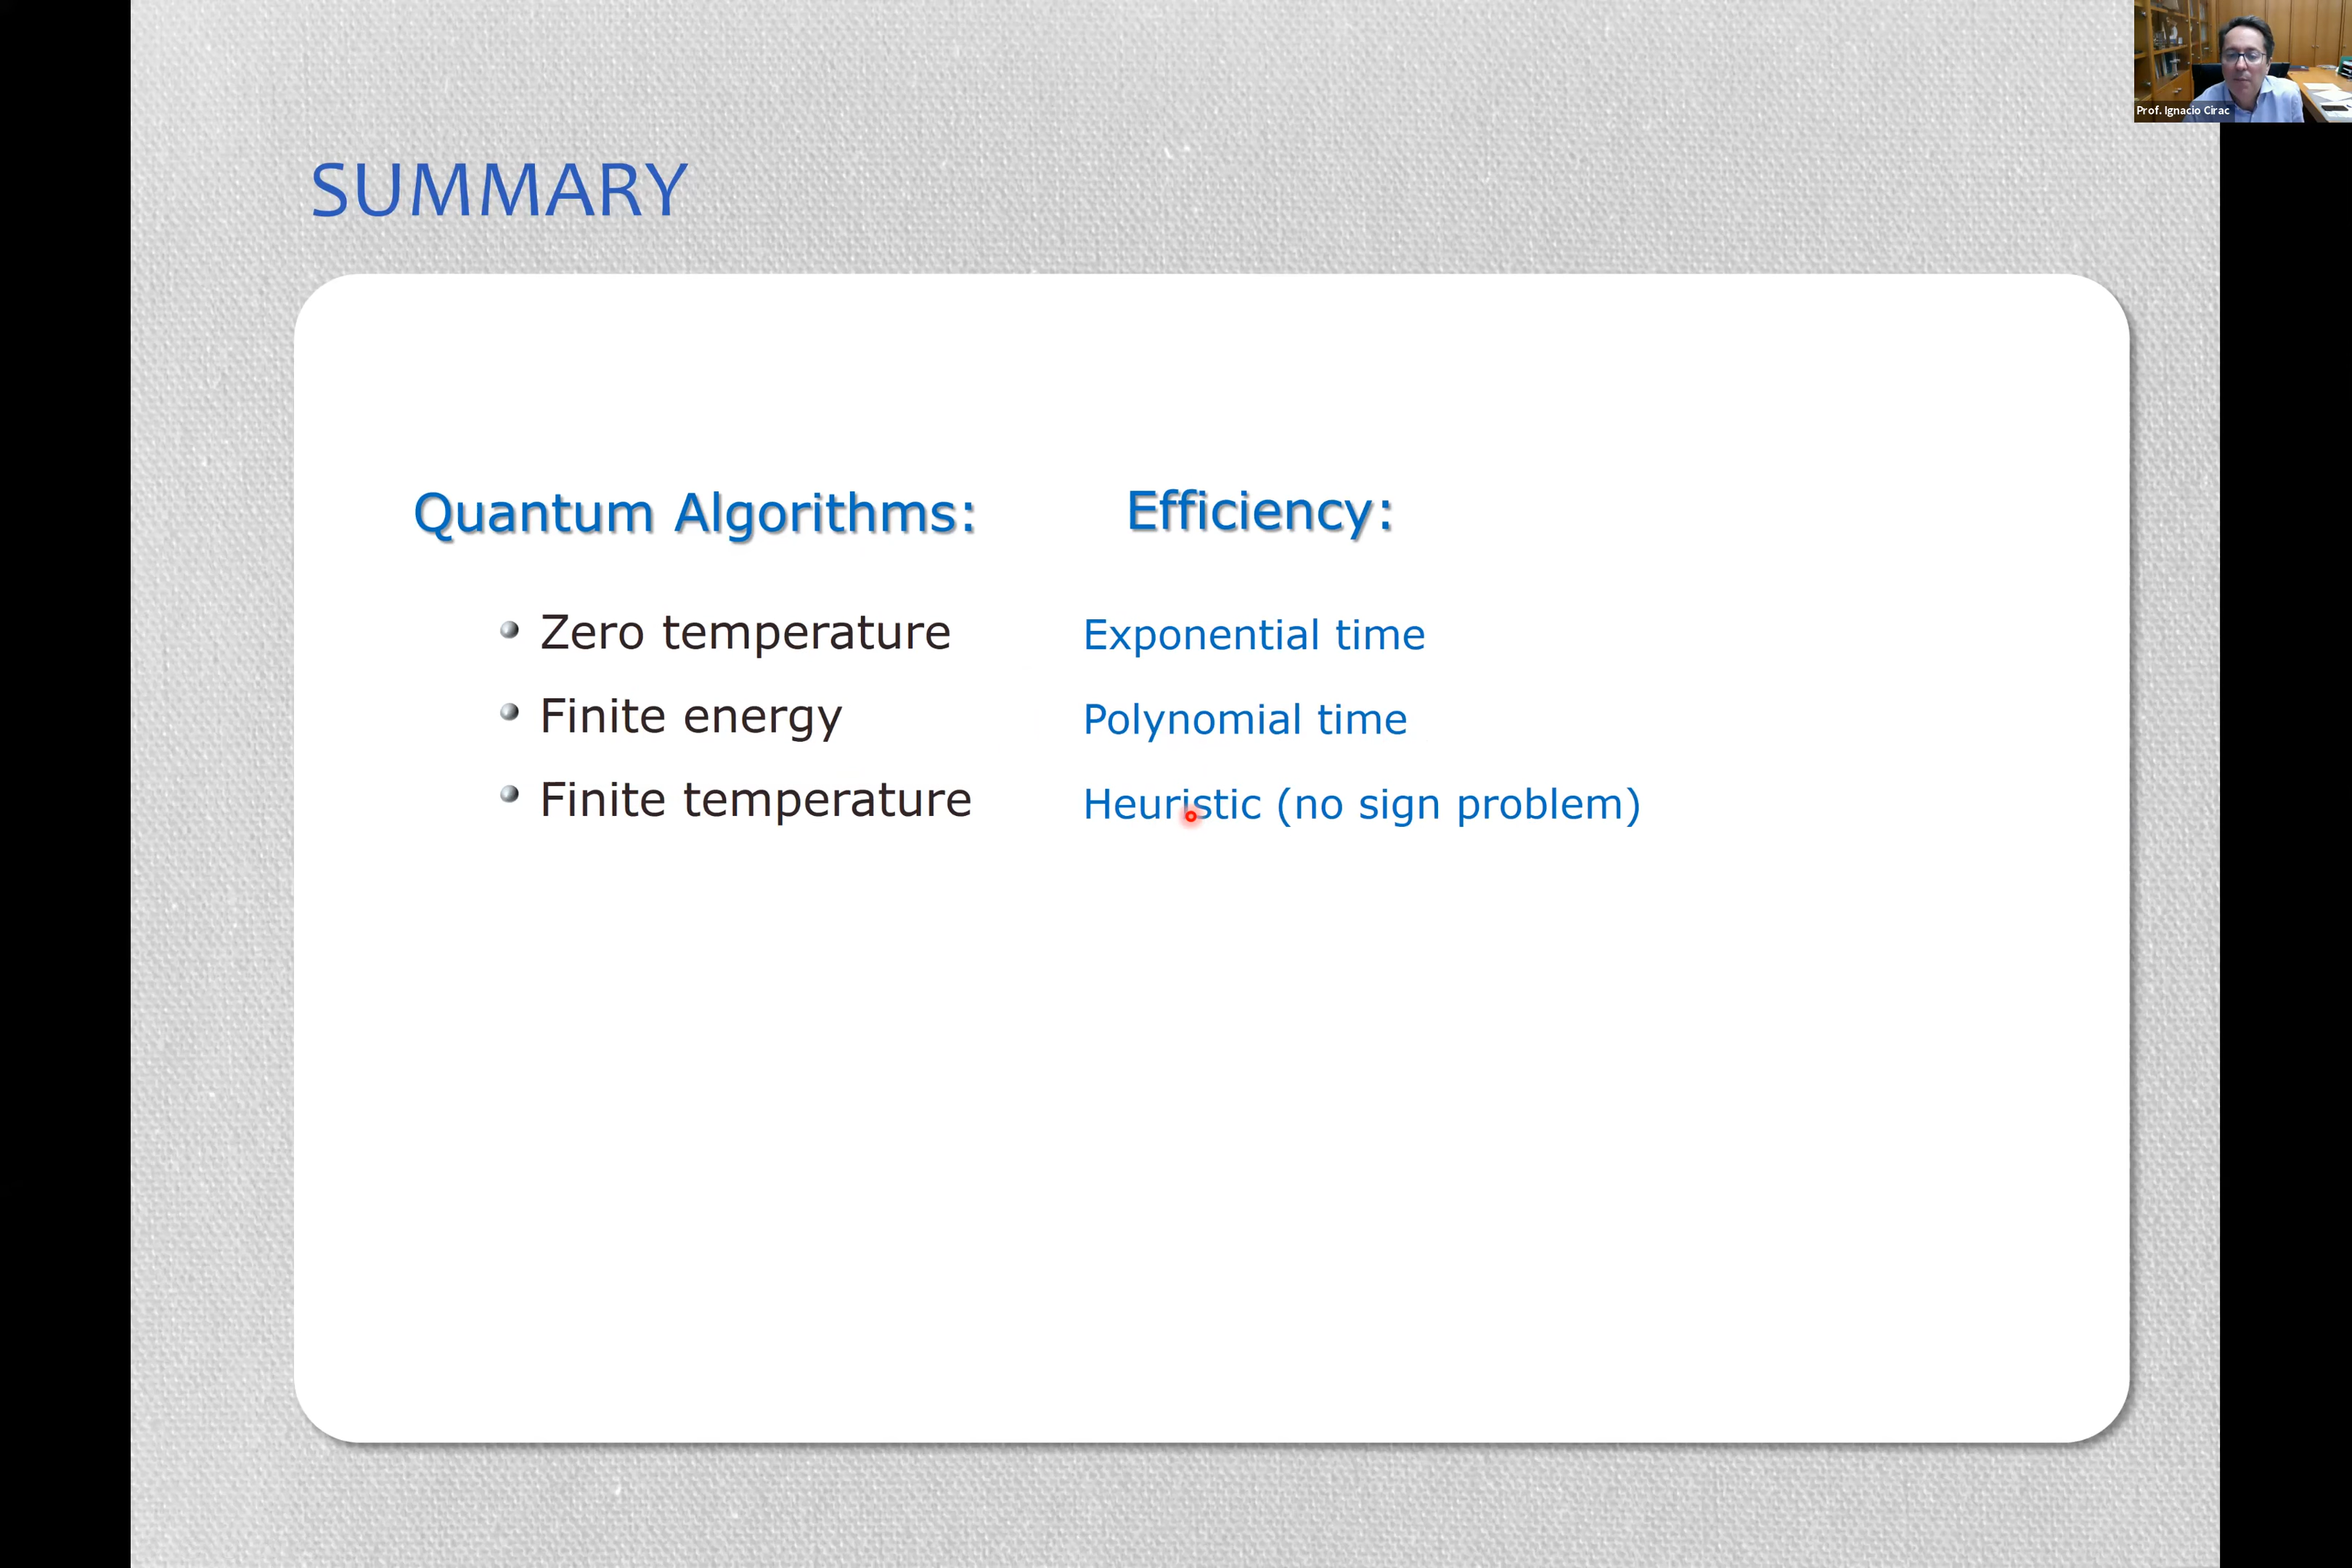 Prof. Ignacio Cirac
SUMMARY
Quantum Algorithms: Efficiency:
Zero temperature Exponential time
Finite energy Polynomial time
Finite temperature Heuristic (no sign problem)